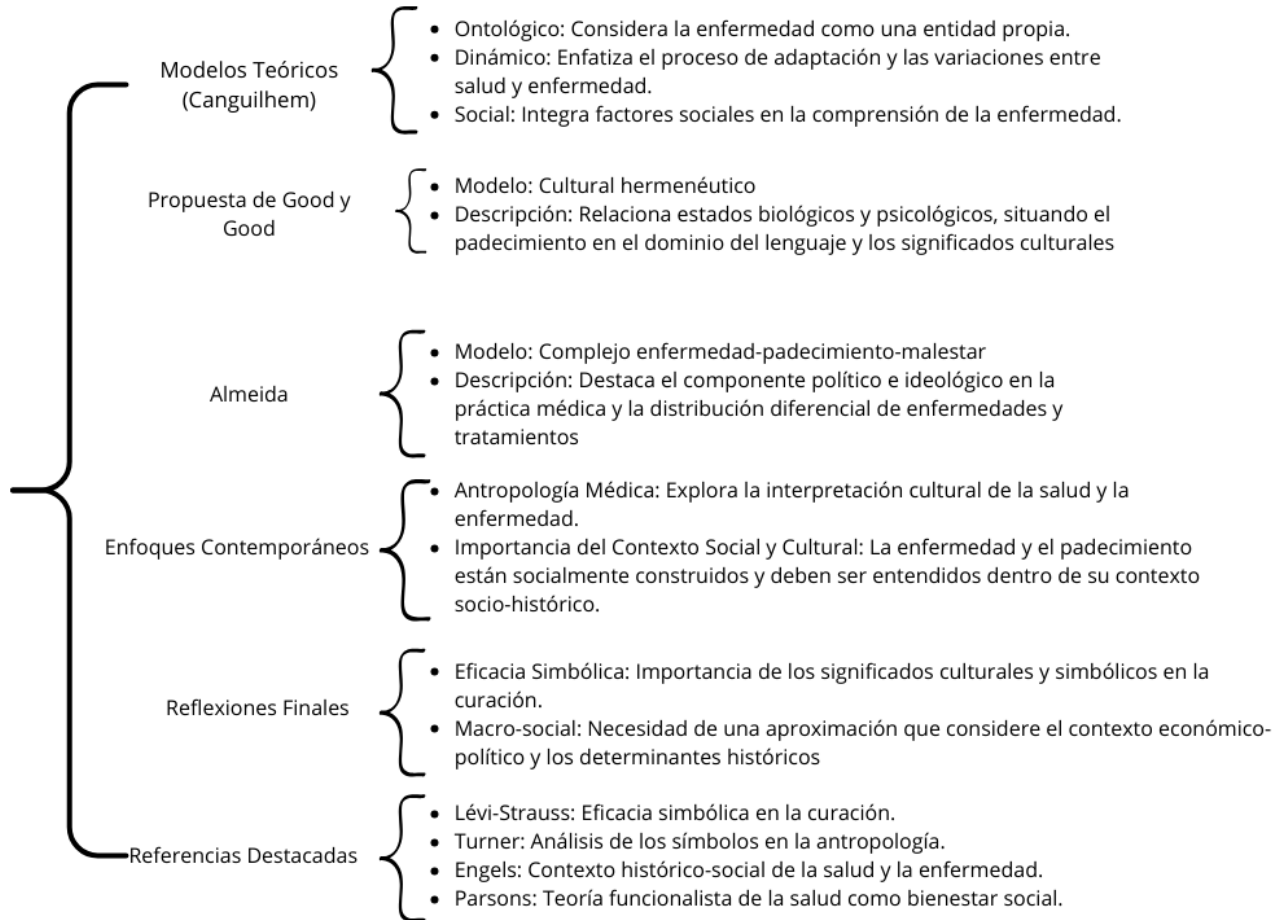 Modelos Teóricos
(Canguilhem)
• Ontológico: Considera la enfermedad como una entidad propia.
• Dinámico: Enfatiza el proceso de adaptación y las variaciones entre
salud y enfermedad.
• Social: Integra factores sociales en la comprensión de la enfermedad.
Propuesta de Good y
Good
• Modelo: Cultural hermenéutico
• Descripción: Relaciona estados biológicos y psicológicos, situando el
padecimiento en el dominio del lenguaje y los significados culturales
Almeida
• Modelo: Complejo enfermedad-padecimiento-malestar
• Descripción: Destaca el componente político e ideológico en la
práctica médica y la distribución diferencial de enfermedades y
tratamientos
Enfoques Contemporáneos
• Antropología Médica: Explora la interpretación cultural de la salud y la
enfermedad.
• Importancia del Contexto Social y Cultural: La enfermedad y el padecimiento
están socialmente construidos y deben ser entendidos dentro de su contexto
socio-histórico.
Reflexiones Finales
• Eficacia Simbólica: Importancia de los significados culturales y simbólicos en la
curación.
• Macro-social: Necesidad de una aproximación que considere el contexto económico-
político y los determinantes históricos
Referencias Destacadas
• Lévi-Strauss: Eficacia simbólica en la curación.
• Turner: Análisis de los símbolos en la antropología.
• Engels: Contexto histórico-social de la salud y la enfermedad.
• Parsons: Teoría funcionalista de la salud como bienestar social.